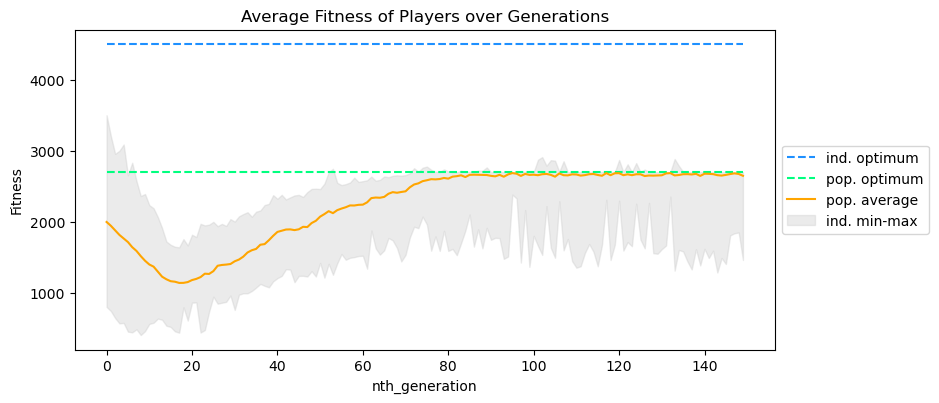 Average Fitness of Players over Generations
4000
3000
2000
1000
Fitness
0 20 40 60 80 100 120 140
nth_generation
ind. optimum
pop. optimum
pop. average
ind. min-max